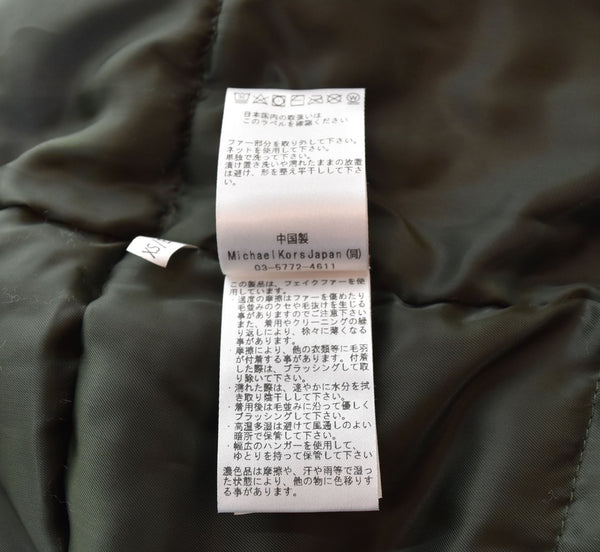 日本国内の取扱いは
このラベルを確認ください
ファー部分を取り外して下さい。
ネットを使用して下さい。
単独で洗って下さい。
漬け置き洗いや濡れたままの放置
は避け、形を整え平干しして下さ
い。
中国製
MichaelKorsJapan(同)
03-5772-4611
XS/
この製品は、フェイクファーを使
用しています。
・過度の摩擦はファーを傷めたり
毛並みのクセや毛抜けを生じる
事がありますのでご注意下さい
また、着用やクリーニングの繰
り返しにより、徐々に薄くなる
事があります。
・摩擦により、他の衣類等に毛羽
が付着する事があります。付着
した際は、ブラッシングして取
り除いて下さい。
・濡れた際は、速やかに水分を拭
き取り陰干しして下さい。
・着用後は毛並みに沿って優しく
ブラッシングして下さい。
・高温多湿は避けて風通しのよい
暗所で保管して下さい。
・幅広のハンガーを使用して、
ゆとりを持って保管して下さい
濃色品は摩擦や、汗や雨等で湿っ
た状態により、他の物に色移りす
る事があります。